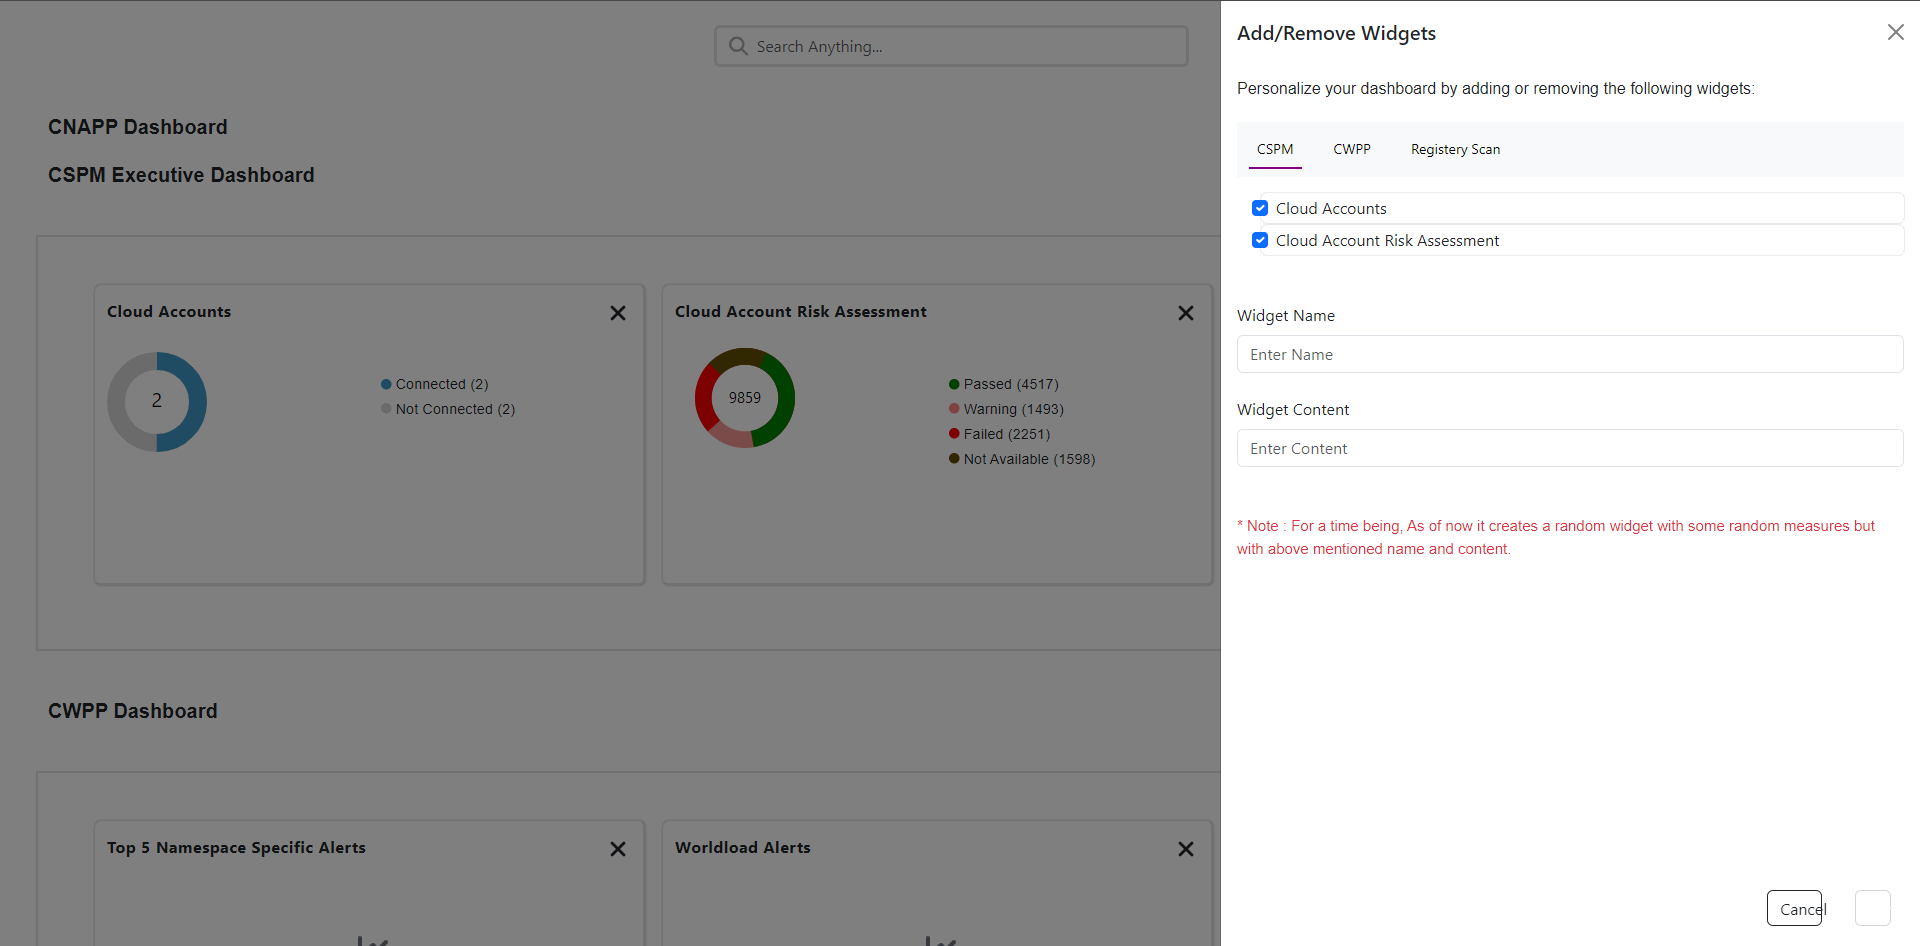 Search Anything...
CNAPP Dashboard
CSPM Executive Dashboard
Cloud Accounts
2
Connected (2)
Not Connected (2)
Cloud Account Risk Assessment
9859
Passed (4517)
Warning (1493)
Failed (2251)
Not Available (1598)
CWPP Dashboard
Top 5 Namespace Specific Alerts
Worldload Alerts
Add/Remove Widgets
Personalize your dashboard by adding or removing the following widgets:
CSPM
CWPP
Registery Scan
Cloud Accounts
Cloud Account Risk Assessment
Widget Name
Enter Name
Widget Content
Enter Content
* Note : For a time being, As of now it creates a random widget with some random measures but
with above mentioned name and content.
Cancel